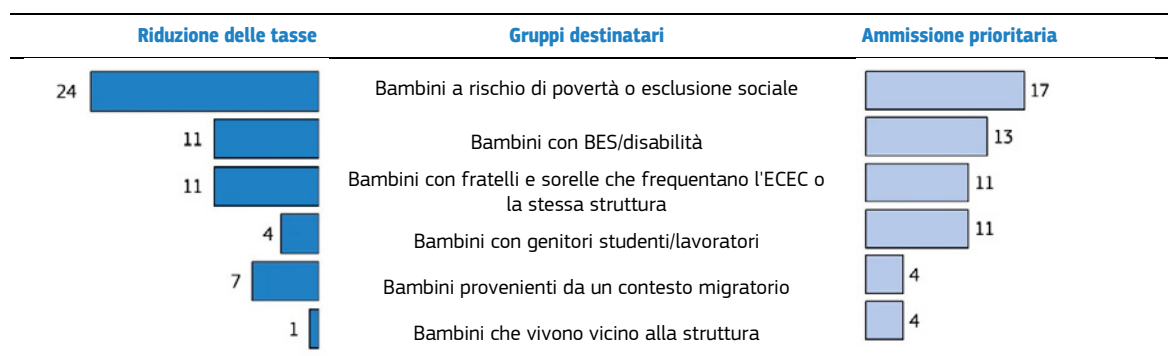 Riduzione delle tasse Gruppi destinatari Ammissione prioritaria
24 Bambini a rischio di povertà o esclusione sociale 17
11 Bambini con BES/disabilità 13
11 Bambini con fratelli e sorelle che frequentano l'ECEC o 11
la stessa struttura
4 Bambini con genitori studenti/lavoratori 11
7 Bambini provenienti da un contesto migratorio 4
1 Bambini che vivono vicino alla struttura 4